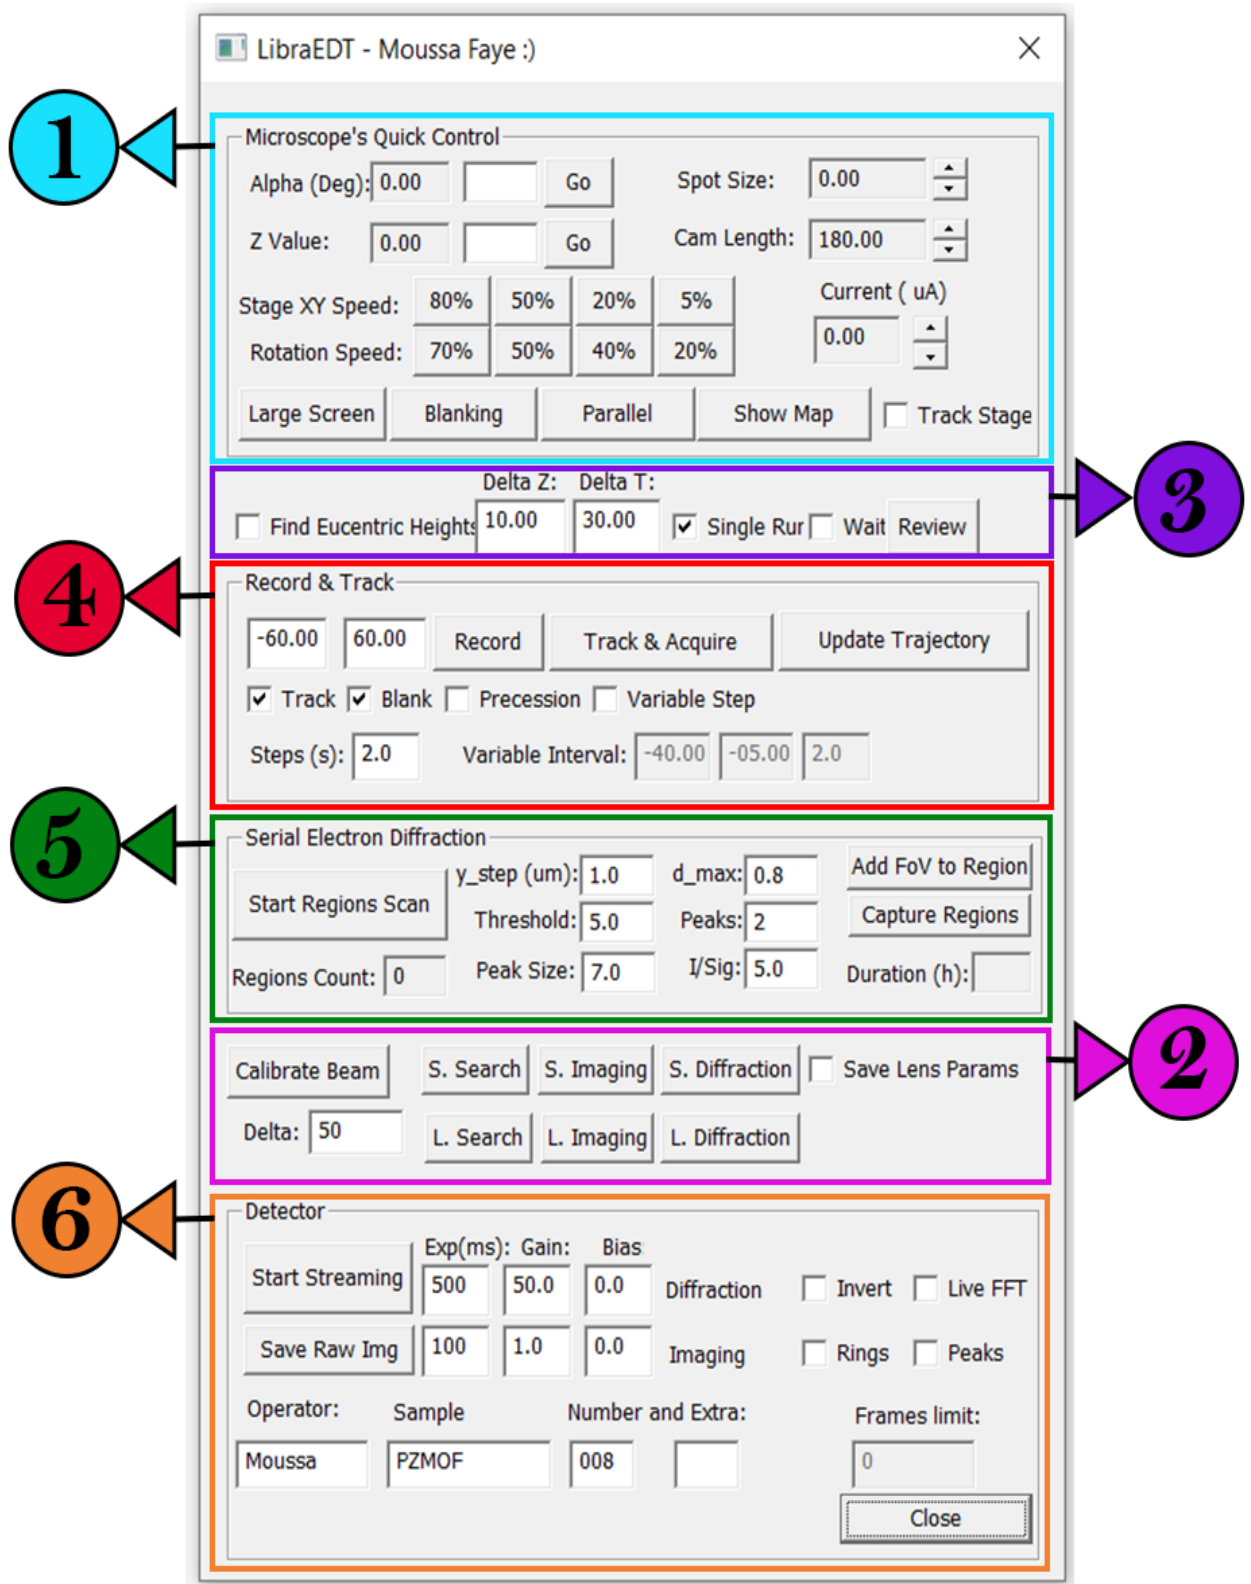 LibraEDT - Moussa Faye :)
1
Microscope's Quick Control
Alpha (Deg): 0.00 Go Spot Size: 0.00
Z Value: 0.00 Go Cam Length: 180.00
Stage XY Speed: 80% 50% 20% 5% Current ( uA)
Rotation Speed: 70% 50% 40% 20% 0.00
Large Screen Blanking Parallel Show Map Track Stage
3
Delta Z: Delta T:
Find Eucentric Heights 10.00 30.00 Single Rur Wait Review
4
Record & Track
-60.00 60.00 Record Track & Acquire Update Trajectory
Track Blank Precession Variable Step
Steps (s): 2.0 Variable Interval: -40.00 -05.00 2.0
5
Serial Electron Diffraction
Start Regions Scan y_step (um): 1.0 d_max: 0.8 Add FoV to Region
Threshold: 5.0 Peaks: 2 Capture Regions
Regions Count: 0 Peak Size: 7.0 I/Sig: 5.0 Duration (h):
2
Calibrate Beam S. Search S. Imaging S. Diffraction Save Lens Params
Delta: 50 L. Search L. Imaging L. Diffraction
6
Detector
Exp(ms): Gain: Bias
Start Streaming 500 50.0 0.0 Diffraction Invert Live FFT
Save Raw Img 100 1.0 0.0 Imaging Rings Peaks
Operator: Sample Number and Extra: Frames limit:
Moussa PZMOF 008 0
Close